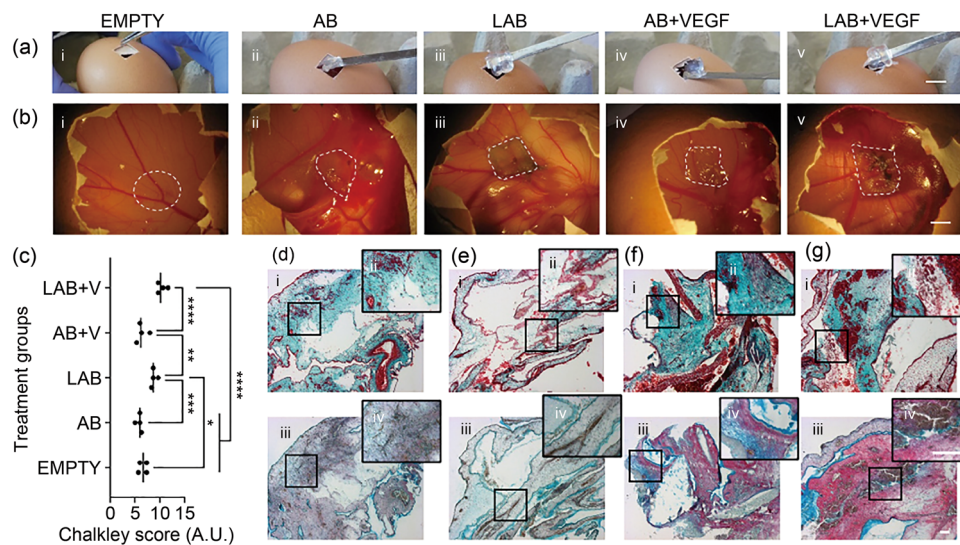 EMPTY AB LAB AB+VEGF LAB+VEGF
(a) i ii iii iv v
(b) i ii iii iv v
(c) (d) (e) (f) (g)
i ii i ii i ii i ii
LAB+V
AB+V
LAB
AB
EMPTY
**** ** *** * ****
iii iv iii iv iii iv iii iv
Treatment groups
0 5 10 15
Chalkley score (A.U.)